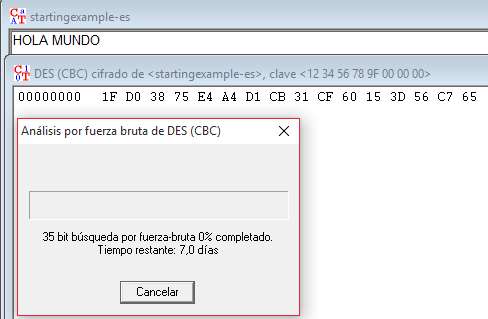 startingexample-es
HOLA MUNDO
DES (CBC) cifrado de <startingexample-es>, clave <12 34 56 78 9F 00 00 00>
00000000 1F D0 38 75 E4 A4 D1 CB 31 CF 60 15 3D 56 C7 65
Análisis por fuerza bruta de DES (CBC)
35 bit búsqueda por fuerza-bruta 0% completado.
Tiempo restante: 7,0 días
Cancelar